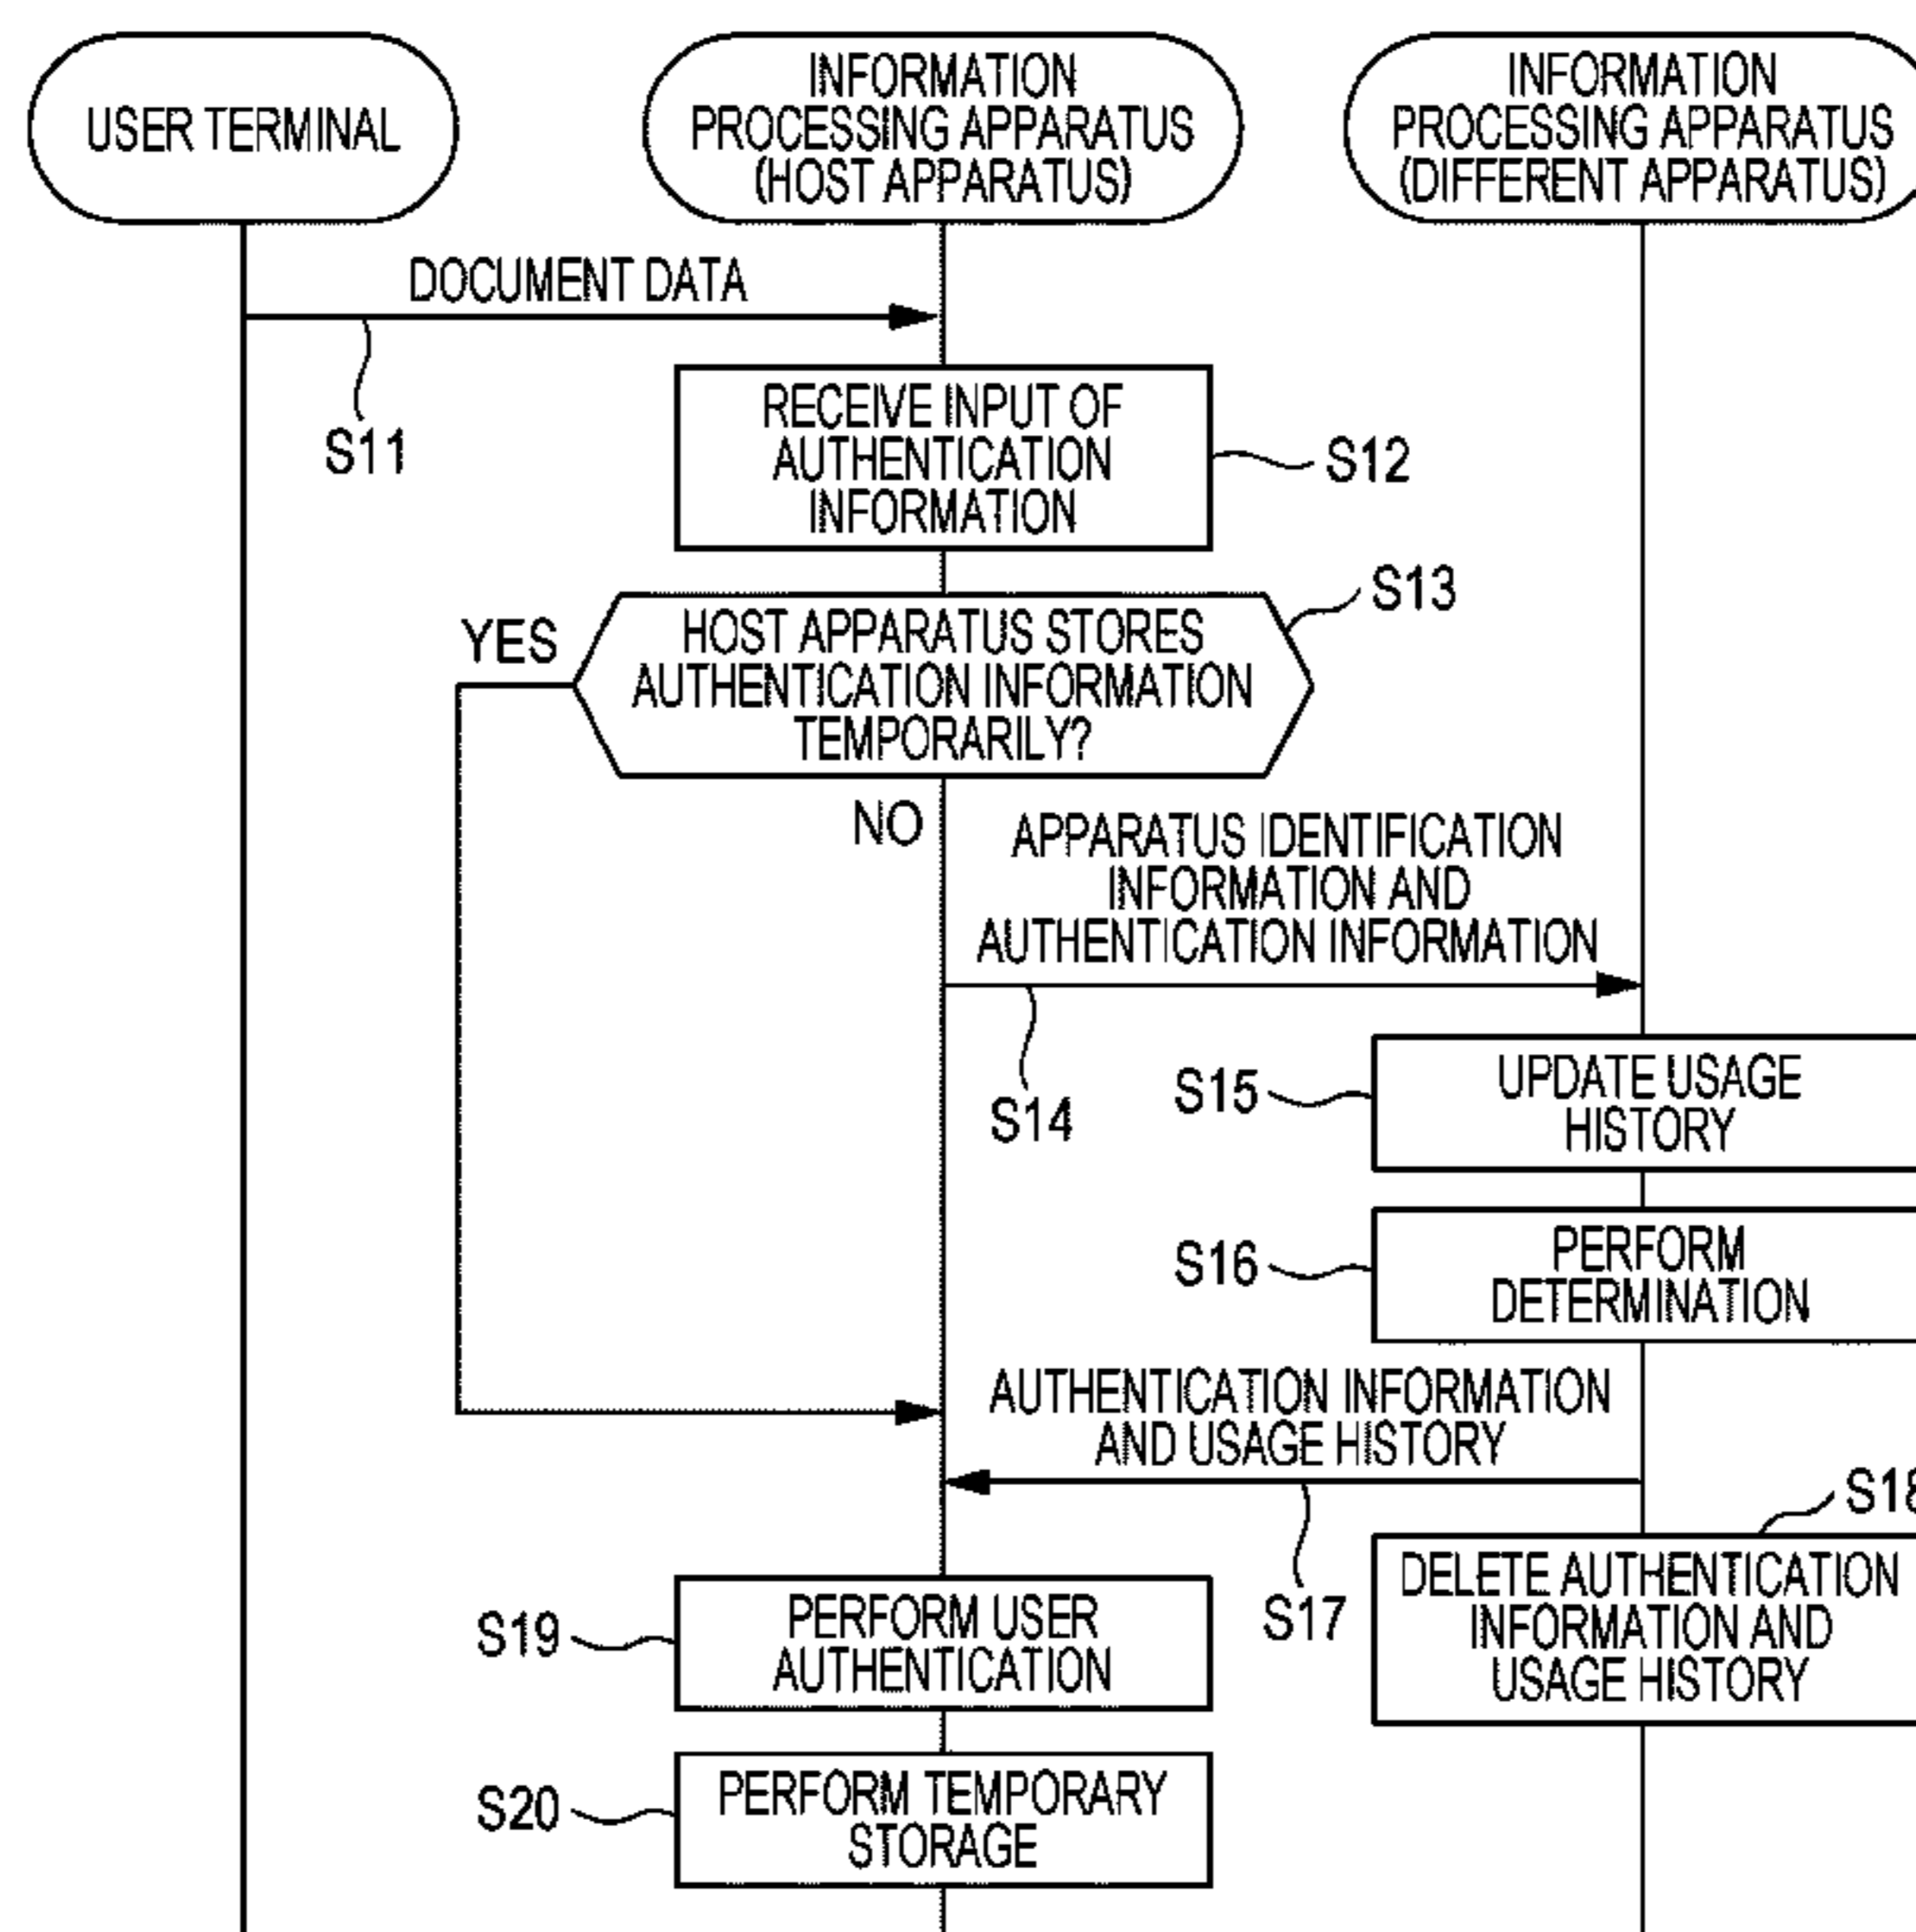 USER TERMINAL
INFORMATION
PROCESSING APPARATUS
(HOST APPARATUS)
INFORMATION
PROCESSING APPARATUS
(DIFFERENT APPARATUS)
DOCUMENT DATA
S11
RECEIVE INPUT OF
AUTHENTICATION
INFORMATION
S12
S13
YES
HOST APPARATUS STORES
AUTHENTICATION INFORMATION
TEMPORARILY?
NO
APPARATUS IDENTIFICATION
INFORMATION AND
AUTHENTICATION INFORMATION
S14
S15
UPDATE USAGE
HISTORY
S16
PERFORM
DETERMINATION
AUTHENTICATION INFORMATION
AND USAGE HISTORY
S17
S18
DELETE AUTHENTICATION
INFORMATION AND
USAGE HISTORY
S19
PERFORM USER
AUTHENTICATION
S20
PERFORM TEMPORARY
STORAGE